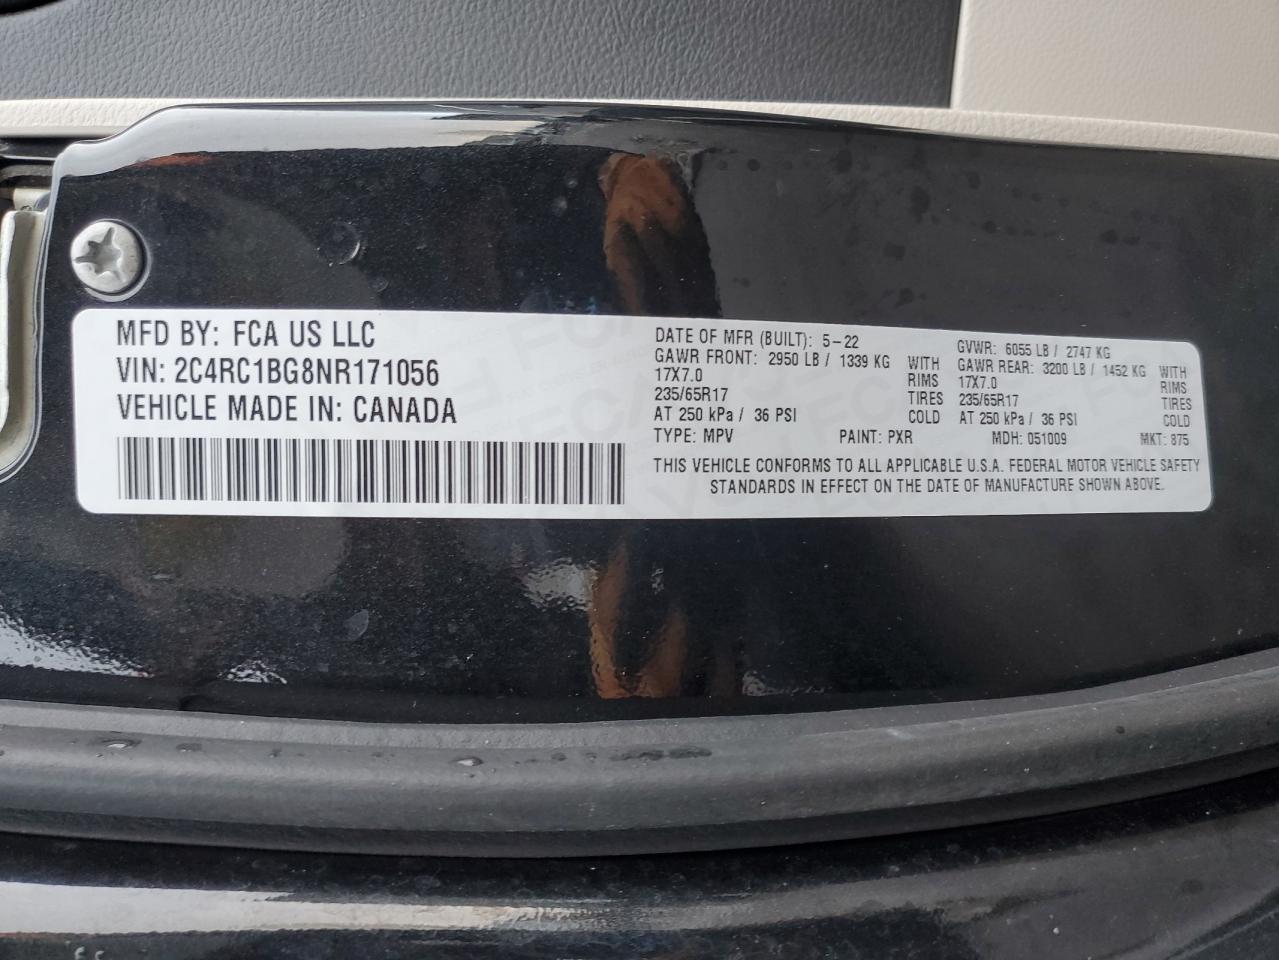 MFD BY: FCA US LLC
VIN: 2C4RC1BG8NR171056
VEHICLE MADE IN: CANADA
DATE OF MFR (BUILT): 5-22 GVWR: 6055 LB / 2747 KG
GAWR FRONT: 2950 LB / 1339 KG WITH GAWR REAR: 3200 LB / 1452 KG WITH
17X7.0 RIMS 17X7.0 RIMS
235/65R17 TIRES 235/65R17 TIRES
AT 250 kPa / 36 PSI COLD AT 250 kPa / 36 PSI COLD
TYPE: MPV PAINT: PXR MDH: 051009 MKT: 875
THIS VEHICLE CONFORMS TO ALL APPLICABLE U.S.A. FEDERAL MOTOR VEHICLE SAFETY
STANDARDS IN EFFECT ON THE DATE OF MANUFACTURE SHOWN ABOVE.